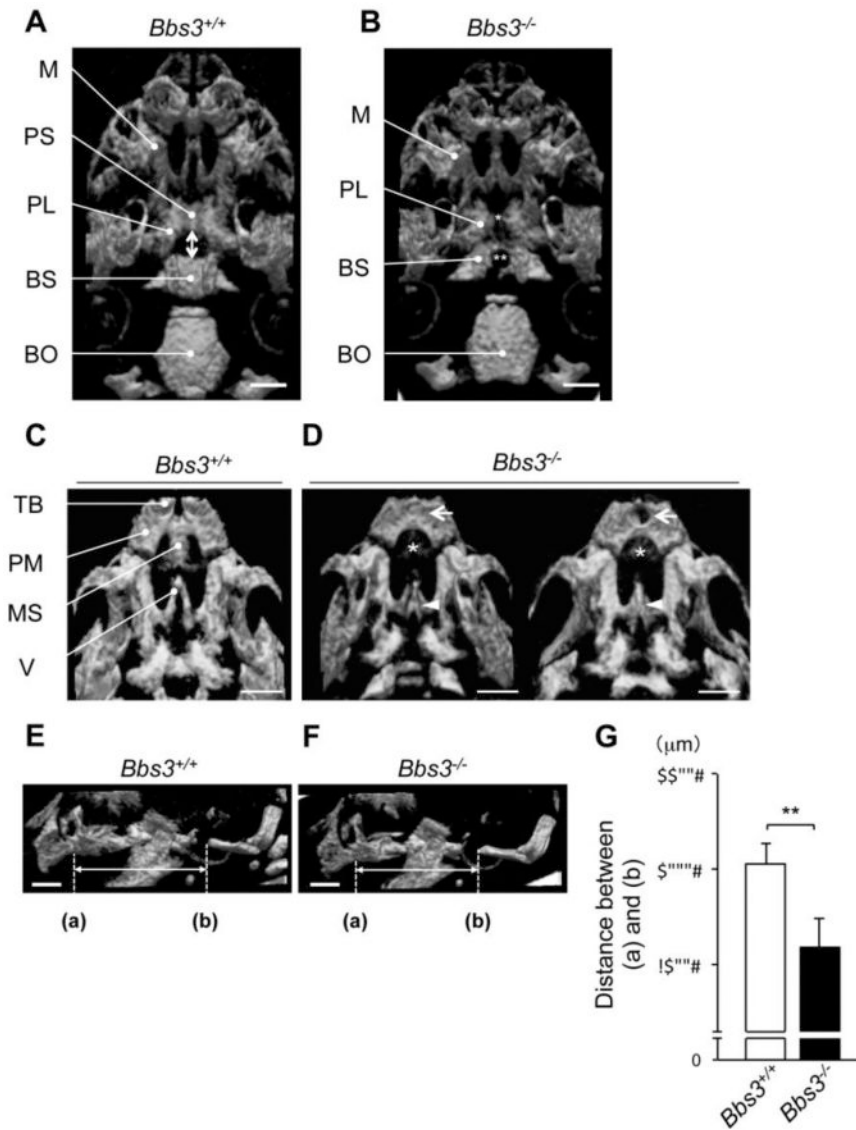 A
Bbs3+/+
M
PS
PL
BS
BO
B
Bbs3-/-
M
PL
*
BS
**
BO
C
Bbs3+/+
TB
PM
MS
V
D
Bbs3-/-
*
*
E
Bbs3+/+
(a)
(b)
F
Bbs3-/-
(a)
(b)
G
(μm)
$$""#
**
$"""#
!$""#
0
Distance between
(a) and (b)
Bbs3+/+
Bbs3-/-